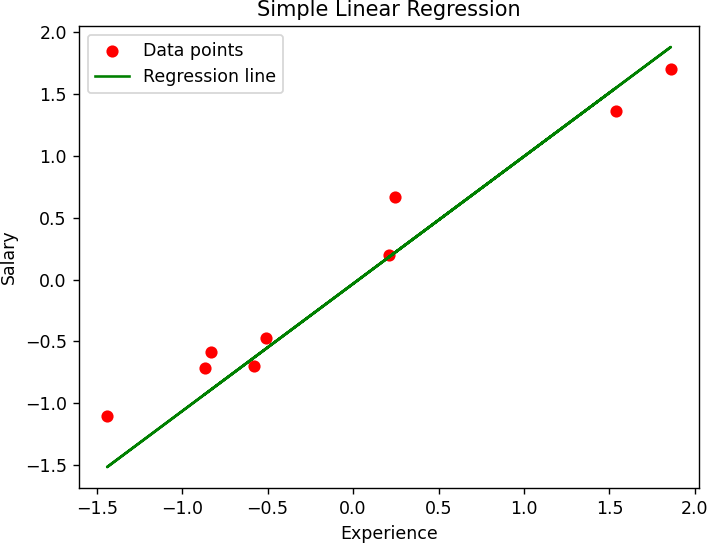 Simple Linear Regression
Data points
Regression line
2.0
1.5
1.0
0.5
0.0
−0.5
−1.0
−1.5
Salary
−1.5 −1.0 −0.5 0.0 0.5 1.0 1.5 2.0
Experience